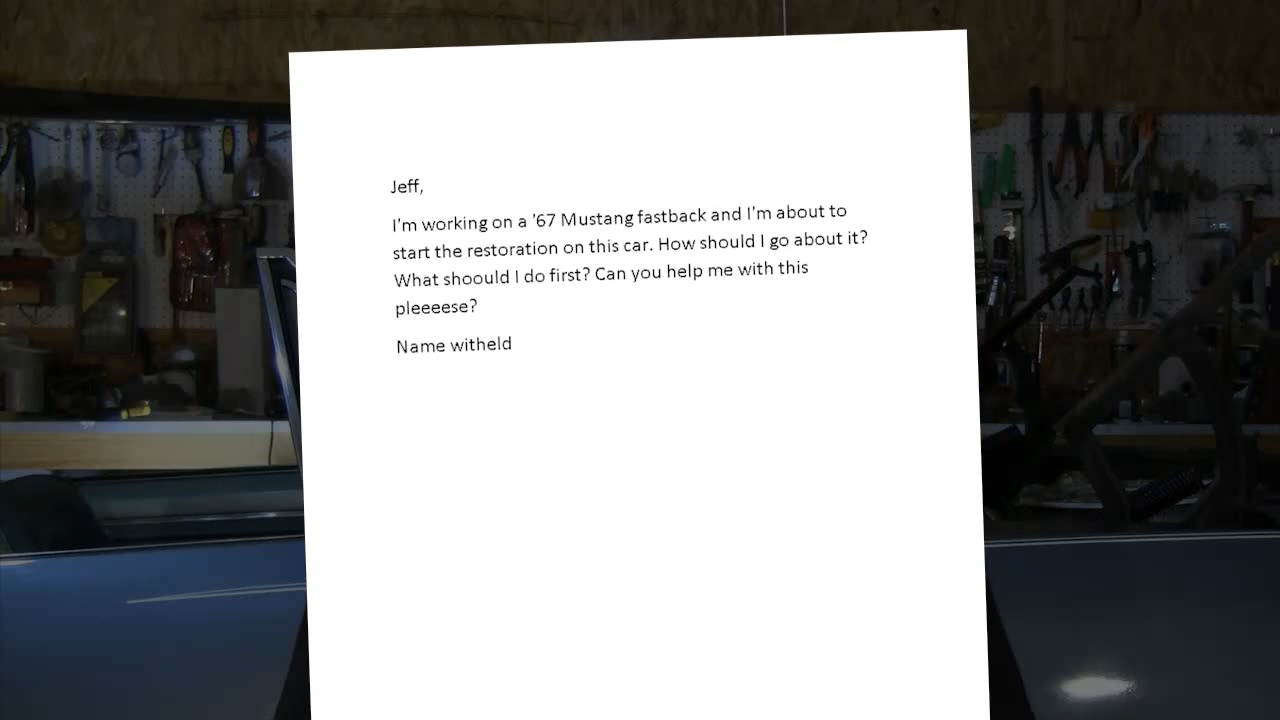 Jeff,
I'm working on a '67 Mustang fastback and I'm about to
start the restoration on this car. How should I go about it?
What shoould I do first? Can you help me with this
pleeeese?
Name witheld